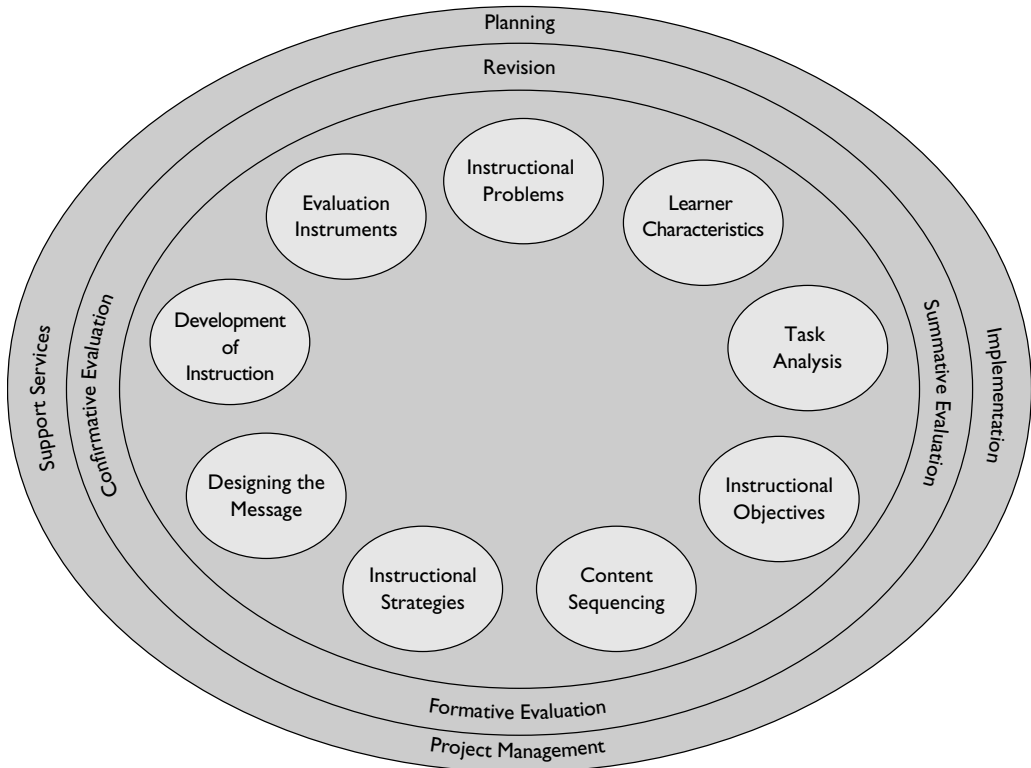 Planning
Revision
Instructional
Problems
Evaluation
Instruments
Learner
Characteristics
Development
of
Instruction
Task
Analysis
Support Services
Confirmative Evaluation
Summative Evaluation
Implementation
Designing the
Message
Instructional
Objectives
Instructional
Strategies
Content
Sequencing
Formative Evaluation
Project Management